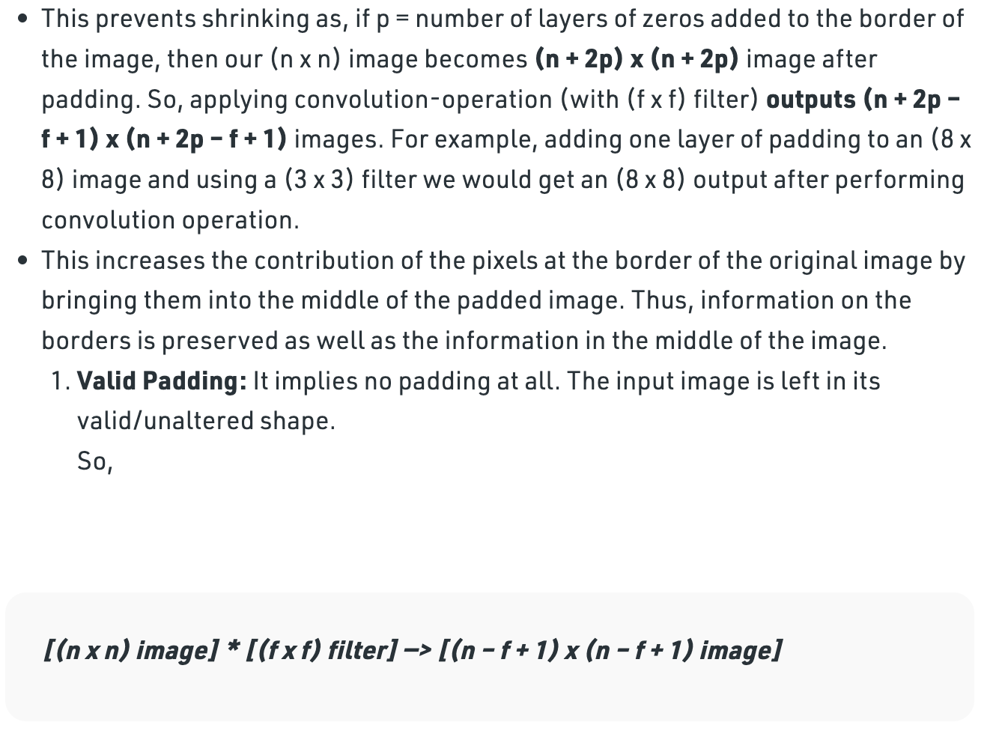 • This prevents shrinking as, if p = number of layers of zeros added to the border of
the image, then our (n x n) image becomes (n + 2p) x (n + 2p) image after
padding. So, applying convolution-operation (with (f x f) filter) outputs (n + 2p –
f + 1) x (n + 2p – f + 1) images. For example, adding one layer of padding to an (8 x
8) image and using a (3 x 3) filter we would get an (8 x 8) output after performing
convolution operation.
• This increases the contribution of the pixels at the border of the original image by
bringing them into the middle of the padded image. Thus, information on the
borders is preserved as well as the information in the middle of the image.
1. Valid Padding: It implies no padding at all. The input image is left in its
valid/unaltered shape.
So,
[(n x n) image] * [(f x f) filter] —> [(n – f + 1) x (n – f + 1) image]